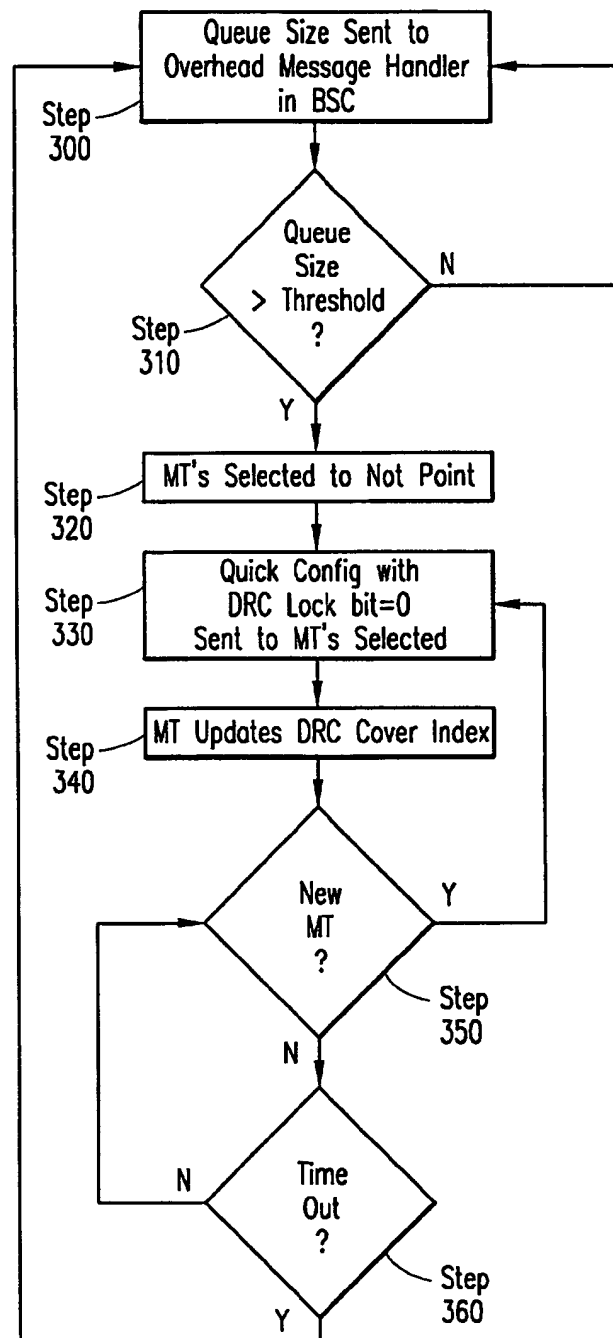 Queue Size Sent to
Overhead Message Handler
in BSC
Step
300
Queue
Size
> Threshold
?
N
Step
310
Y
MT's Selected to Not Point
Step
320
Quick Config with
DRC Lock bit=0
Sent to MT's Selected
Step
330
MT Updates DRC Cover Index
Step
340
New
MT
?
Y
Step
350
N
Time
Out
?
N
Step
360
Y